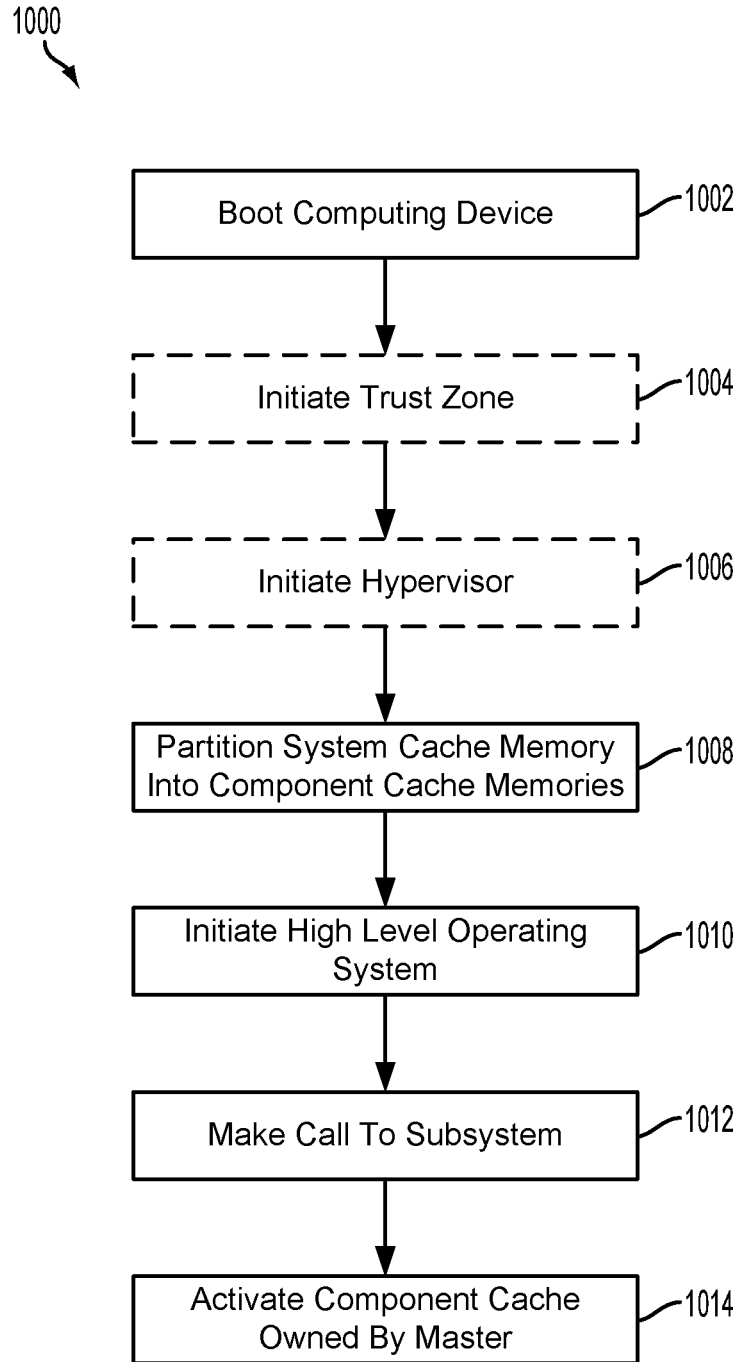 1000
Boot Computing Device
1002
Initiate Trust Zone
1004
Initiate Hypervisor
1006
Partition System Cache Memory
Into Component Cache Memories
1008
Initiate High Level Operating
System
1010
Make Call To Subsystem
1012
Activate Component Cache
Owned By Master
1014